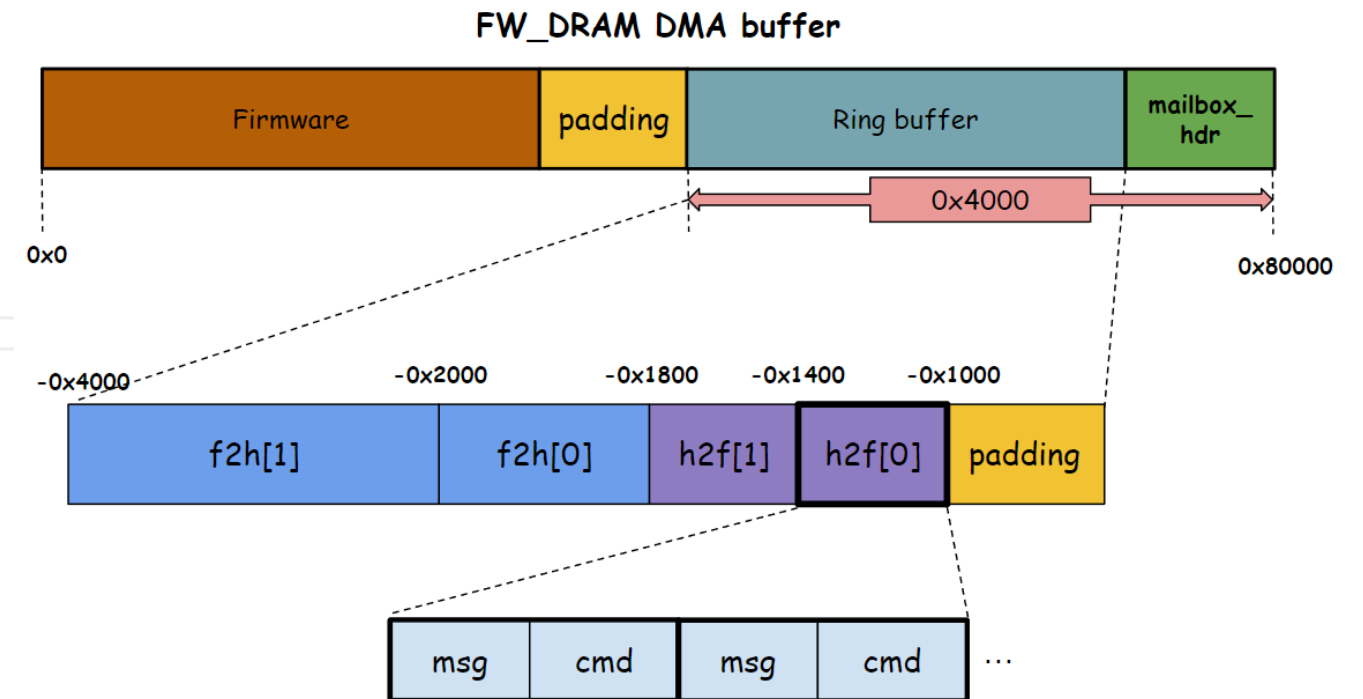 FW_DRAM DMA buffer
Firmware
padding
Ring buffer
mailbox_
hdr
0x4000
0x0
0x80000
-0x4000
-0x2000
-0x1800
-0x1400
-0x1000
f2h[1]
f2h[0]
h2f[1]
h2f[0]
padding
msg
cmd
msg
cmd
...